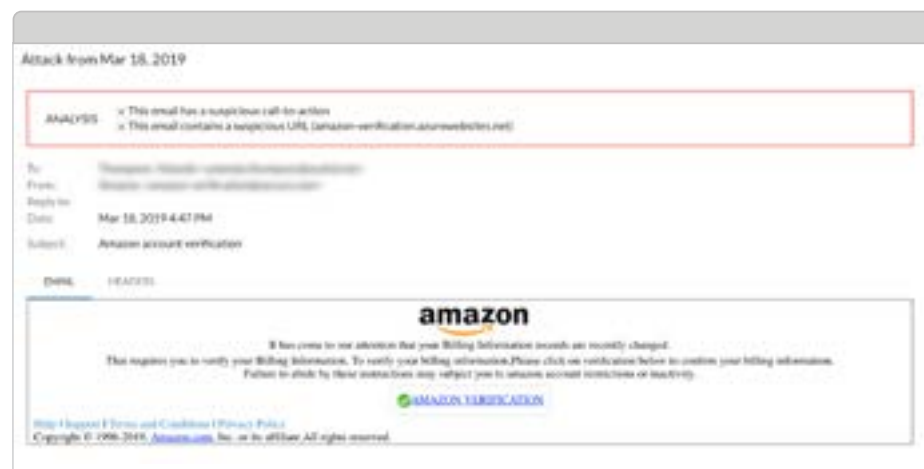 Attack from Mar 18, 2019
ANALYSIS
× This email has a suspicious call-to-action
× This email contains a suspicious URL (amazon-verification.azurewebsites.net)
To:
From:
Reply to:
Date: Mar 18, 2019 4:47 PM
Subject: Amazon account verification
EMAIL HEADERS
amazon
It has come to our attention that your Billing Information records are recently changed.
That requires you to verify your Billing Information. To verify your billing information,Please click on verification below to confirm your billing information.
Failure to abide by these instructions may subject you to amazon account restrictions or inactivity.
AMAZON VERIFICATION
Help I Support I Terms and Conditions I Privacy Policy
Copyright © 1996-2019, Amazon.com, Inc. or its affiliate,All rights reserved.